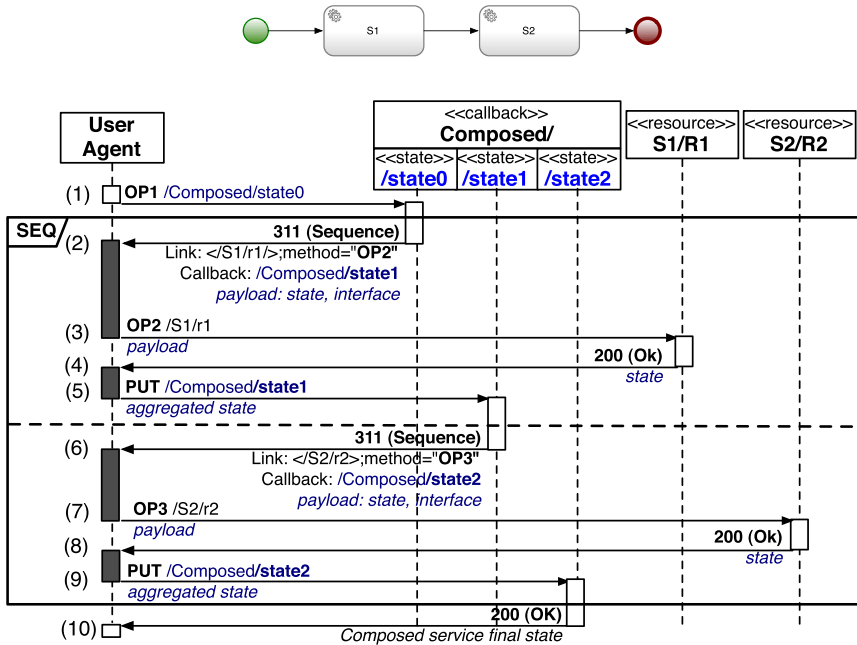 S1
S2
User
Agent
<<callback>>
Composed/
<<state>>
/state0
<<state>>
/state1
<<state>>
/state2
<<resource>>
S1/R1
<<resource>>
S2/R2
(1)
OP1 /Composed/state0
SEQ
(2)
311 (Sequence)
Link: </S1/r1/>;method="OP2"
Callback: /Composed/state1
payload: state, interface
(3)
OP2 /S1/r1
payload
(4)
200 (Ok)
state
(5)
PUT /Composed/state1
aggregated state
(6)
311 (Sequence)
Link: </S2/r2>;method="OP3"
Callback: /Composed/state2
payload: state, interface
(7)
OP3 /S2/r2
payload
(8)
200 (Ok)
state
(9)
PUT /Composed/state2
aggregated state
(10)
200 (OK)
Composed service final state